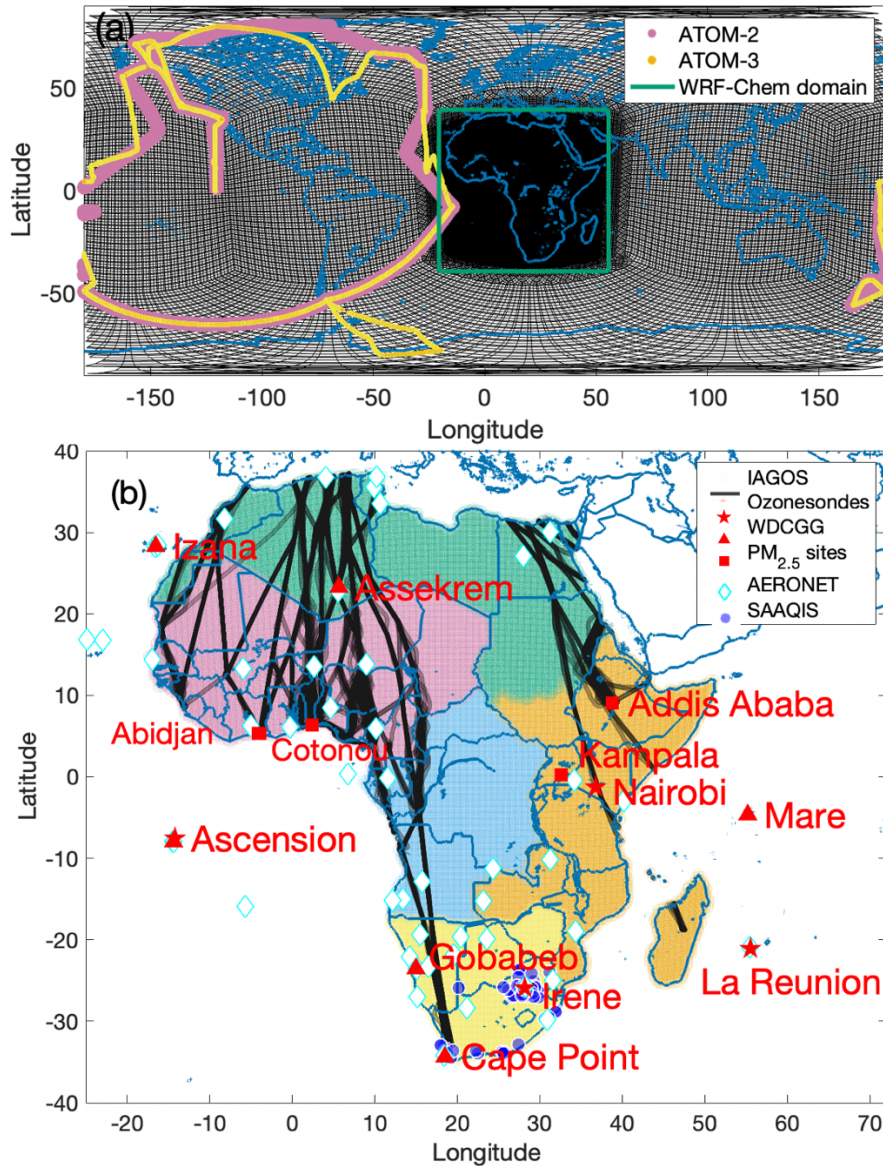 (a)
ATOM-2
ATOM-3
WRF-Chem domain
Latitude
50
0
-50
-150
-100
-50
0
50
100
150
Longitude
(b)
IAGOS
Ozonesondes
WDCGG
PM2.5 sites
AERONET
SAAQIS
Latitude
40
30
20
10
0
-10
-20
-30
-40
Izana
Assekrem
Addis Ababa
Abidjan
Cotonou
Kampala
Nairobi
Mare
Ascension
Gobabeb
La Reunion
Irene
Cape Point
-20
-10
0
10
20
30
40
50
60
70
Longitude